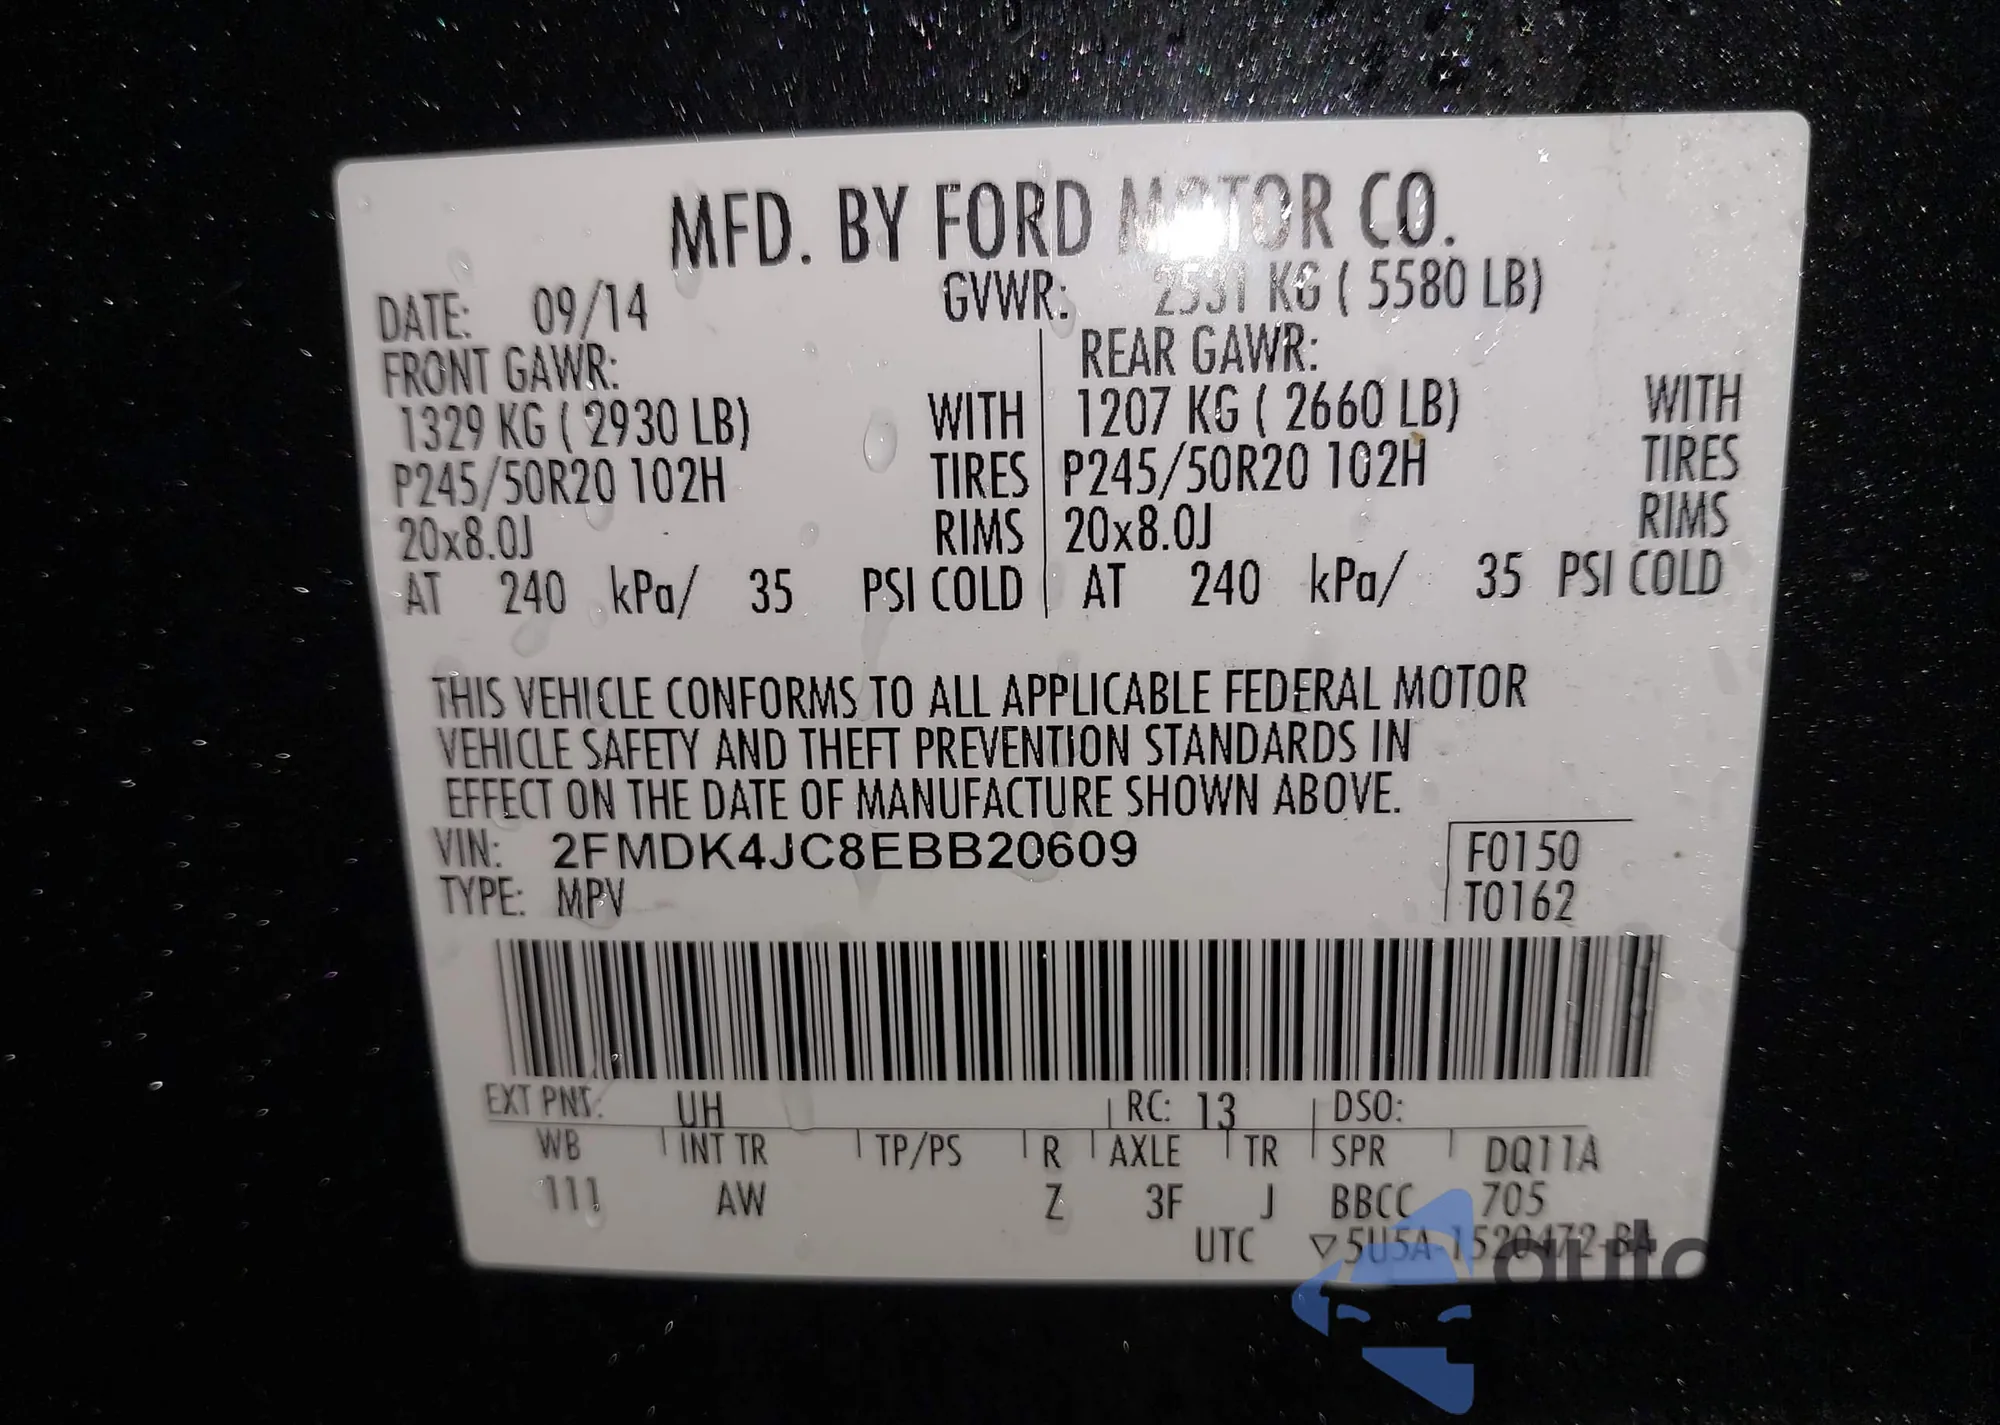 MFD. BY FORD MOTOR CO.
DATE: 09/14 GVWR: 2531 KG ( 5580 LB)
FRONT GAWR: REAR GAWR:
1329 KG ( 2930 LB) WITH 1207 KG ( 2660 LB) WITH
P245/50R20 102H TIRES P245/50R20 102H TIRES
20x8.0J RIMS 20x8.0J RIMS
AT 240 kPa/ 35 PSI COLD AT 240 kPa/ 35 PSI COLD
THIS VEHICLE CONFORMS TO ALL APPLICABLE FEDERAL MOTOR
VEHICLE SAFETY AND THEFT PREVENTION STANDARDS IN
EFFECT ON THE DATE OF MANUFACTURE SHOWN ABOVE.
VIN: 2FMDK4JC8EBB20609 F0150
TYPE: MPV T0162
EXT PNT: UH RC: 13 DSO:
WB INT TR TP/PS R AXLE TR SPR DQ11A
111 AW Z 3F J BBCC 705
UTC ▽5U5A-1520472-BA
auto